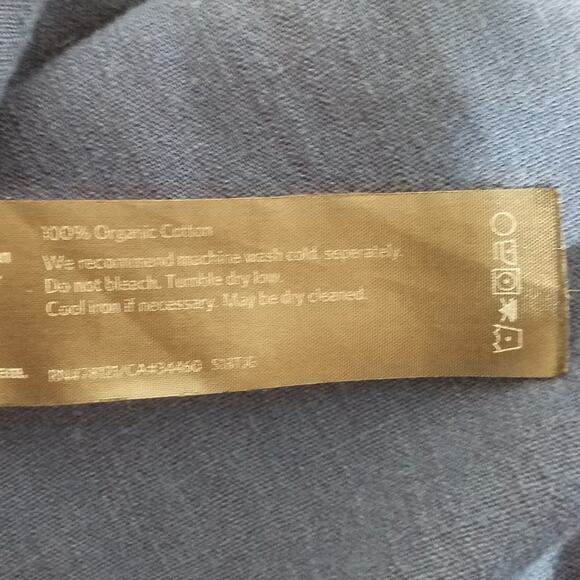 100% Organic Cotton
We recommend machine wash cold, seperately.
Do not bleach. Tumble dry low.
Cool iron if necessary. May be dry cleaned.